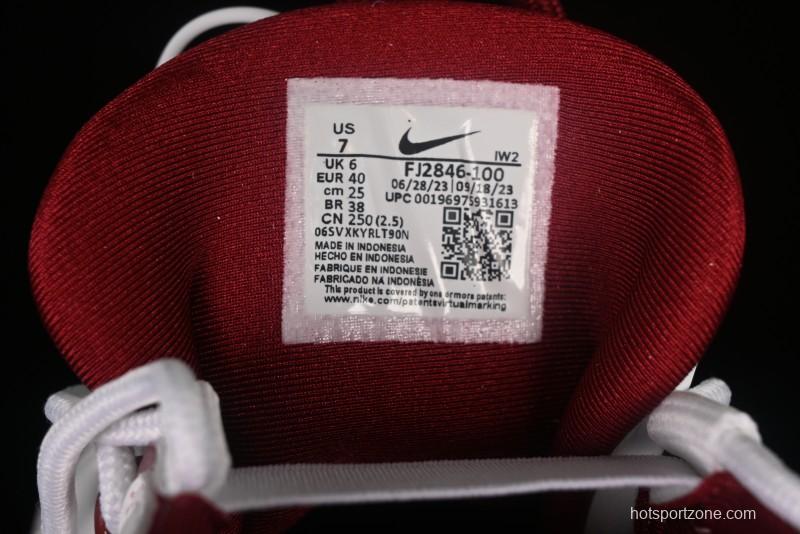 US
7
IW2
UK 6
EUR 40
cm 25
BR 38
CN 250 (2.5)
06SVXKYRLT90N
FJ2846-100
06/28/23 09/18/23
UPC 00196975931613
MADE IN INDONESIA
HECHO EN INDONESIA
FABRIQUE EN INDONESIE
FABRICADO NA INDONÉSIA
This product is covered by one or more patents:
www.nike.com/patentsvirtualmarking
hotsportzone.com/